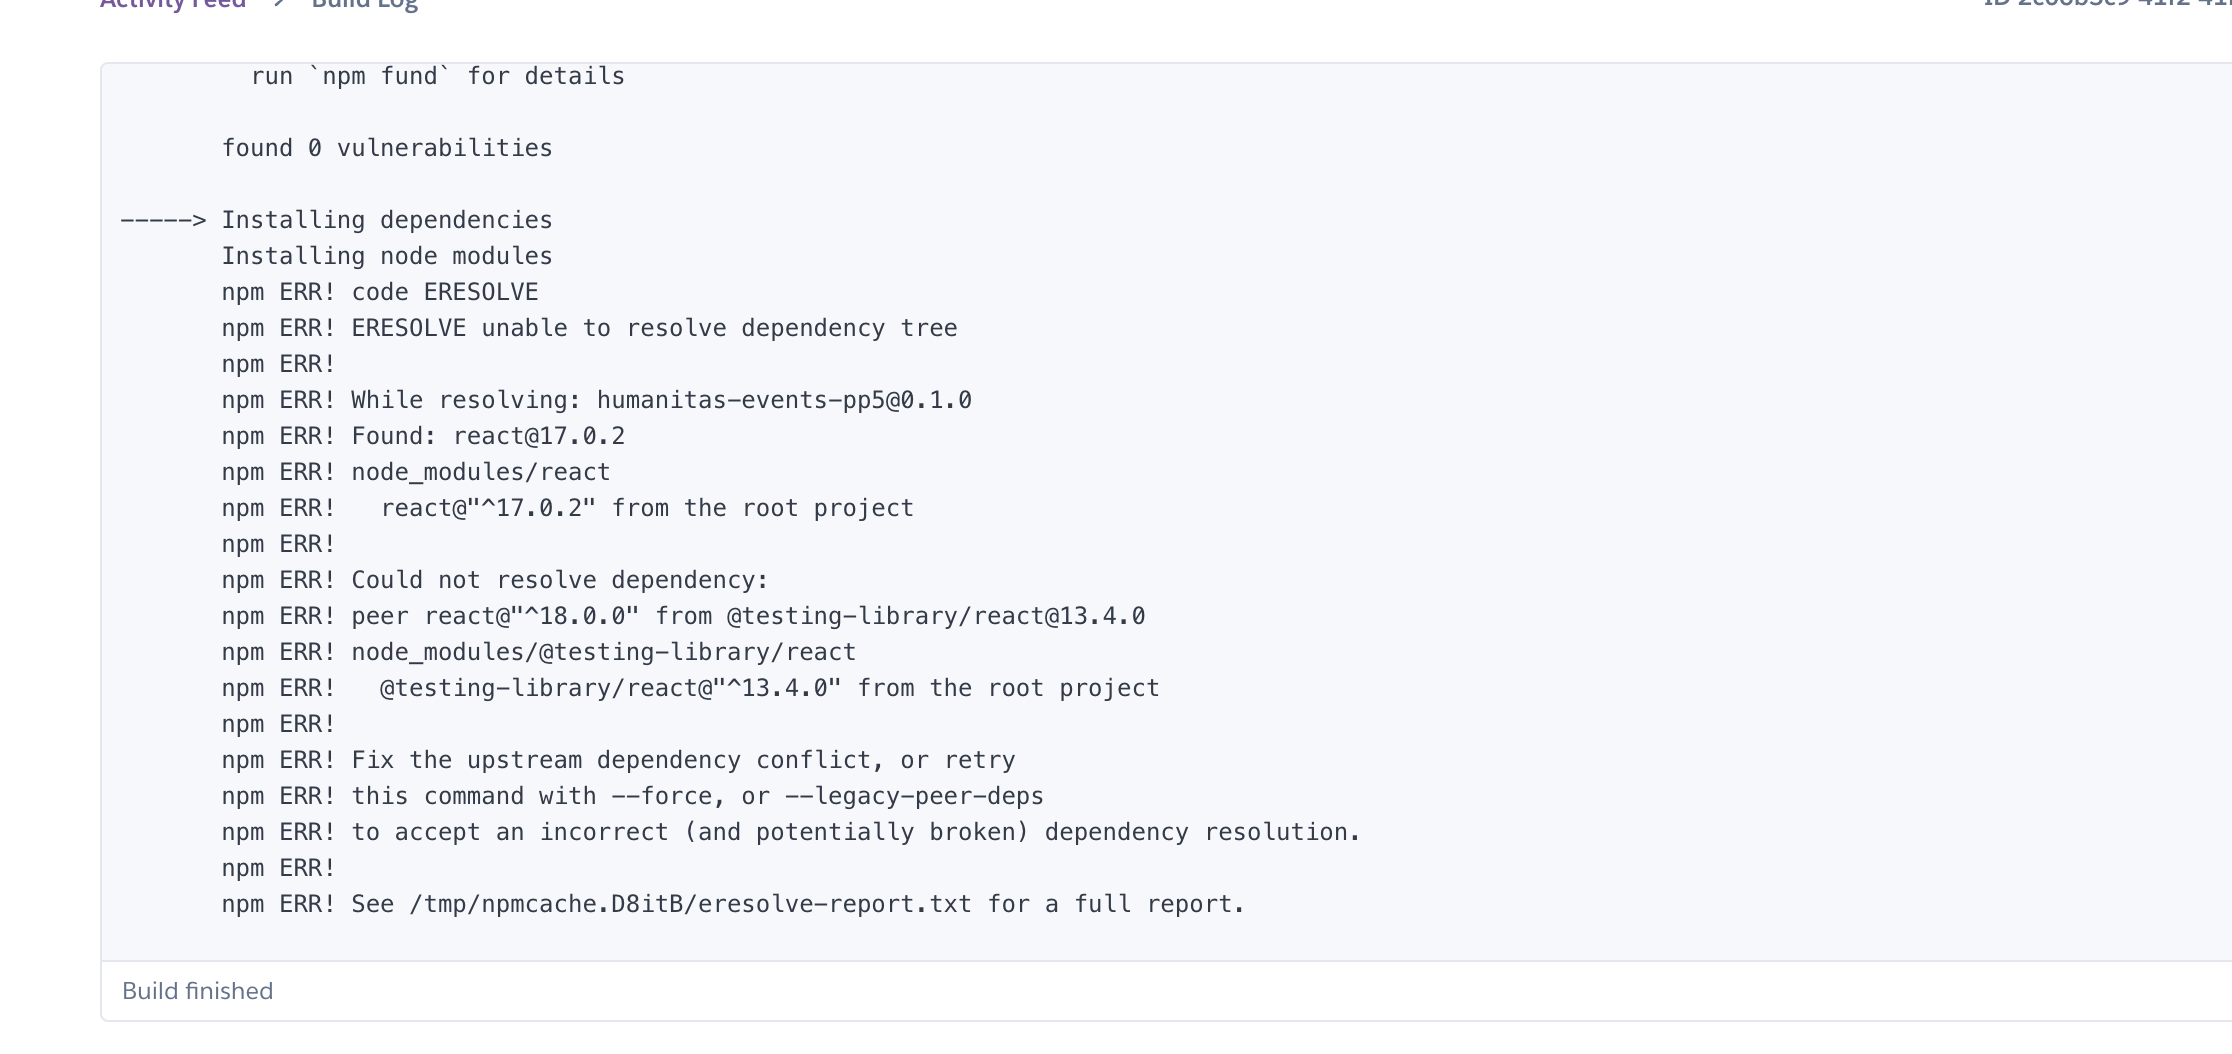 Activity Feed > Build Log
run `npm fund` for details
found 0 vulnerabilities
-----> Installing dependencies
Installing node modules
npm ERR! code ERESOLVE
npm ERR! ERESOLVE unable to resolve dependency tree
npm ERR!
npm ERR! While resolving: humanitas-events-pp5@0.1.0
npm ERR! Found: react@17.0.2
npm ERR! node_modules/react
npm ERR!   react@"^17.0.2" from the root project
npm ERR!
npm ERR! Could not resolve dependency:
npm ERR! peer react@"^18.0.0" from @testing-library/react@13.4.0
npm ERR! node_modules/@testing-library/react
npm ERR!   @testing-library/react@"^13.4.0" from the root project
npm ERR!
npm ERR! Fix the upstream dependency conflict, or retry
npm ERR! this command with --force, or --legacy-peer-deps
npm ERR! to accept an incorrect (and potentially broken) dependency resolution.
npm ERR!
npm ERR! See /tmp/npmcache.D8itB/eresolve-report.txt for a full report.
Build finished